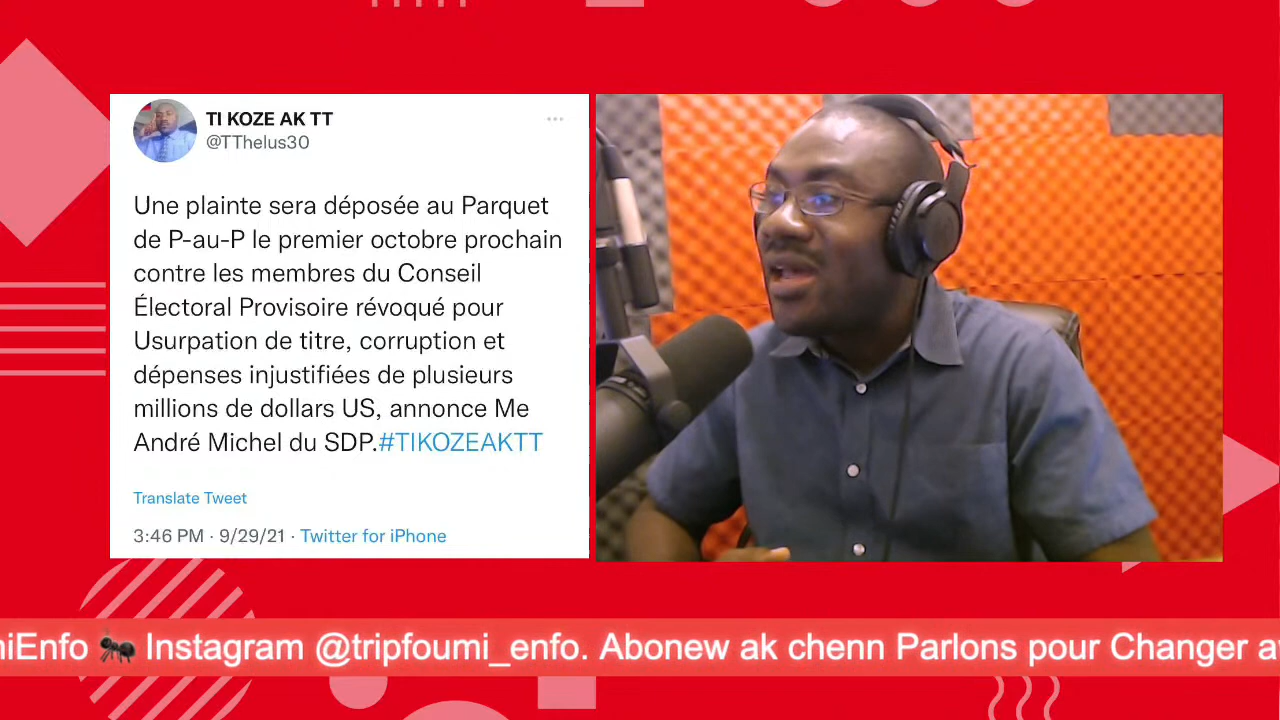 TI KOZE AK TT
@TThelus30
Une plainte sera déposée au Parquet
de P-au-P le premier octobre prochain
contre les membres du Conseil
Électoral Provisoire révoqué pour
Usurpation de titre, corruption et
dépenses injustifiées de plusieurs
millions de dollars US, annonce Me
André Michel du SDP.#TIKOZEAKTT
Translate Tweet
3:46 PM · 9/29/21 · Twitter for iPhone
iEnfo 🐜 Instagram @tripfoumi_enfo. Abonew ak chenn Parlons pour Changer a